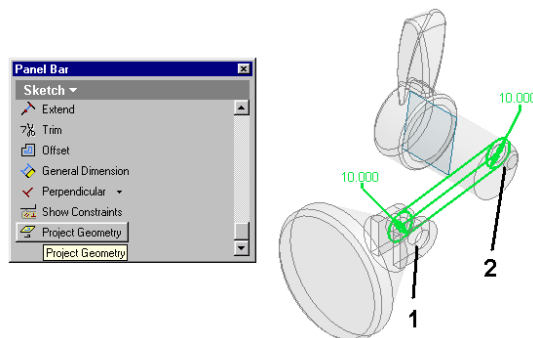 Panel Bar
Sketch
Extend
Trim
Offset
General Dimension
Perpendicular
Show Constraints
Project Geometry
Project Geometry
10.000
10.000
2
1